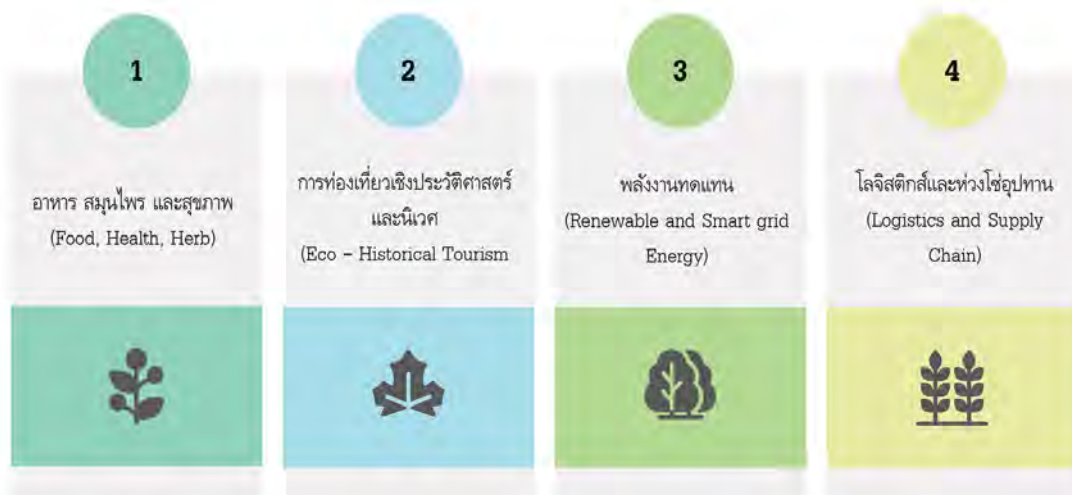 1
อาหาร สมุนไพร และสุขภาพ
(Food, Health, Herb)
2
การท่องเที่ยวเชิงประวัติศาสตร์
และนิเวศ
(Eco – Historical Tourism
3
พลังงานทดแทน
(Renewable and Smart grid
Energy)
4
โลจิสติกส์และห่วงโซ่อุปทาน
(Logistics and Supply
Chain)